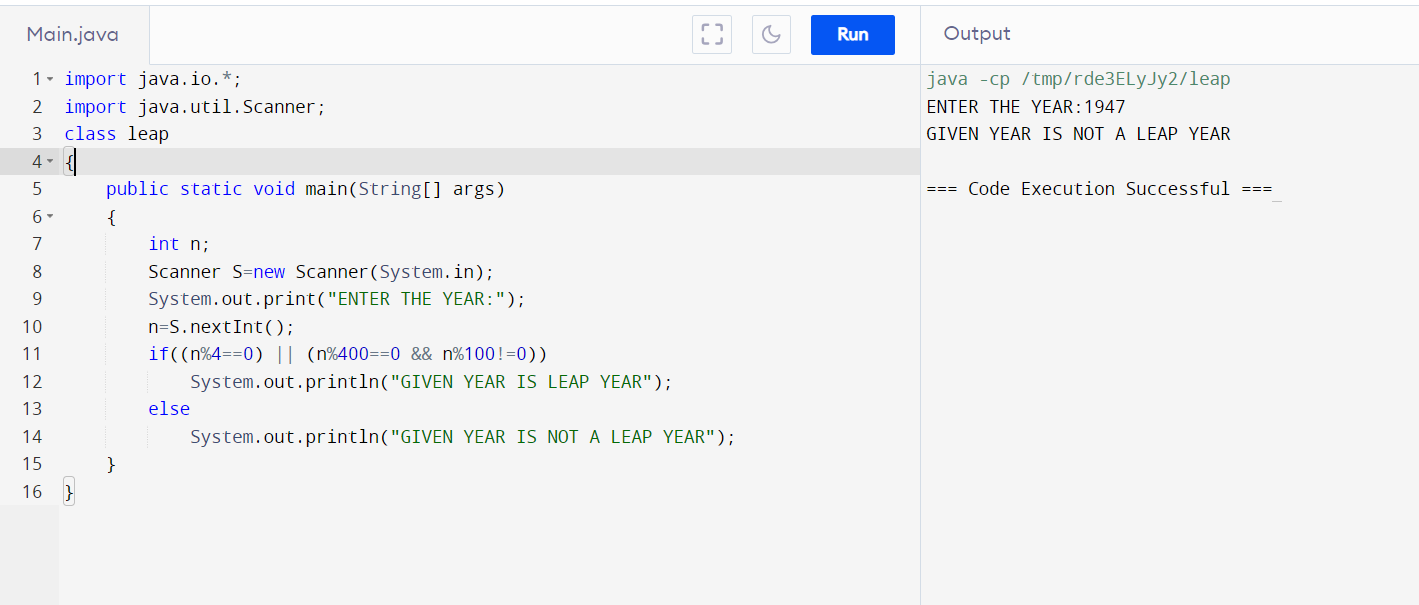 Main.java
Run
1 import java.io.*;
2 import java.util.Scanner;
3 class leap
4 {
5     public static void main(String[] args)
6     {
7         int n;
8         Scanner S=new Scanner(System.in);
9         System.out.print("ENTER THE YEAR:");
10         n=S.nextInt();
11         if((n%4==0) || (n%400==0 && n%100!=0))
12             System.out.println("GIVEN YEAR IS LEAP YEAR");
13         else
14             System.out.println("GIVEN YEAR IS NOT A LEAP YEAR");
15     }
16 }
Output
java -cp /tmp/rde3ELyJy2/leap
ENTER THE YEAR:1947
GIVEN YEAR IS NOT A LEAP YEAR
=== Code Execution Successful ===_